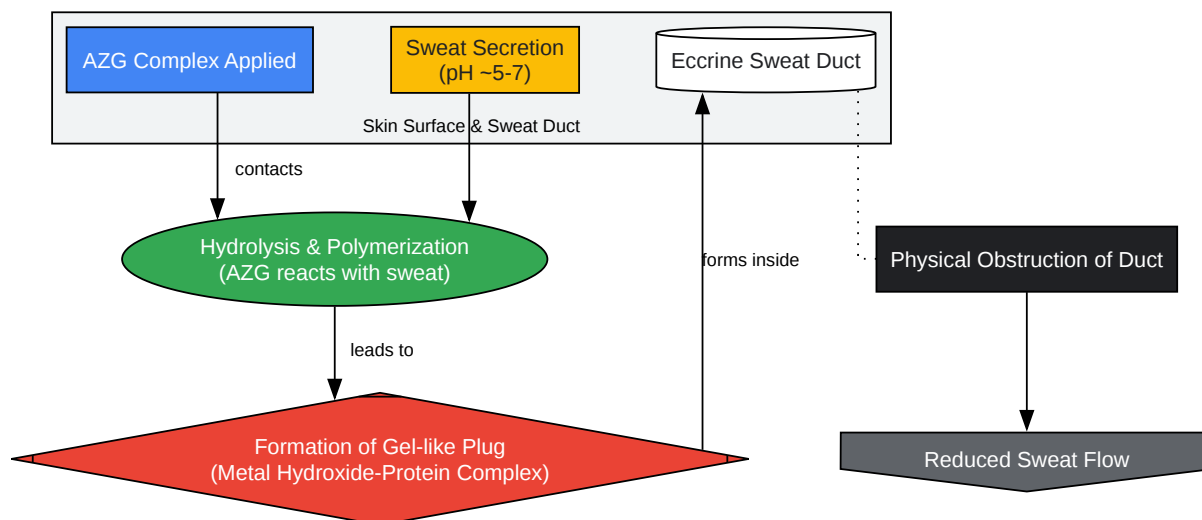 AZG Complex Applied
Sweat Secretion
(pH ~5-7)
Eccrine Sweat Duct
Skin Surface & Sweat Duct
contacts
Hydrolysis & Polymerization
(AZG reacts with sweat)
forms inside
Physical Obstruction of Duct
leads to
Formation of Gel-like Plug
(Metal Hydroxide-Protein Complex)
Reduced Sweat Flow